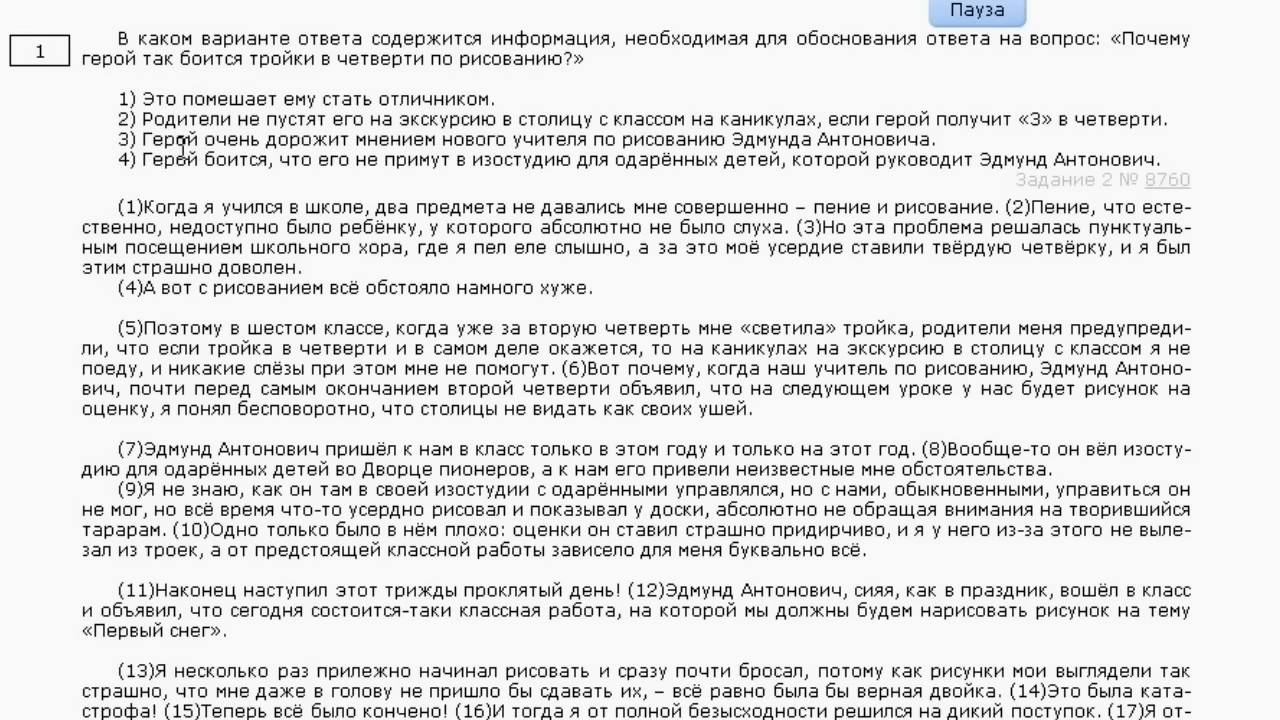 Пауза
1
В каком варианте ответа содержится информация, необходимая для обоснования ответа на вопрос: «Почему
герой так боится тройки в четверти по рисованию?»
1) Это помешает ему стать отличником.
2) Родители не пустят его на экскурсию в столицу с классом на каникулах, если герой получит «3» в четверти.
3) Герой очень дорожит мнением нового учителя по рисованию Эдмунда Антоновича.
4) Герой боится, что его не примут в изостудию для одарённых детей, которой руководит Эдмунд Антонович.
Задание 2 № 8760
(1)Когда я учился в школе, два предмета не давались мне совершенно – пение и рисование. (2)Пение, что есте-
ственно, недоступно было ребёнку, у которого абсолютно не было слуха. (3)Но эта проблема решалась пунктуаль-
ным посещением школьного хора, где я пел еле слышно, а за это моё усердие ставили твёрдую четвёрку, и я был
этим страшно доволен.
(4)А вот с рисованием всё обстояло намного хуже.
(5)Поэтому в шестом классе, когда уже за вторую четверть мне «светила» тройка, родители меня предупреди-
ли, что если тройка в четверти и в самом деле окажется, то на каникулах на экскурсию в столицу с классом я не
поеду, и никакие слёзы при этом мне не помогут. (6)Вот почему, когда наш учитель по рисованию, Эдмунд Антоно-
вич, почти перед самым окончанием второй четверти объявил, что на следующем уроке у нас будет рисунок на
оценку, я понял бесповоротно, что столицы не видать как своих ушей.
(7)Эдмунд Антонович пришёл к нам в класс только в этом году и только на этот год. (8)Вообще-то он вёл изосту-
дию для одарённых детей во Дворце пионеров, а к нам его привели неизвестные мне обстоятельства.
(9)Я не знаю, как он там в своей изостудии с одарёнными управлялся, но с нами, обыкновенными, управиться он
не мог, но всё время что-то усердно рисовал и показывал у доски, абсолютно не обращая внимания на творившийся
тарарам. (10)Одно только было в нём плохо: оценки он ставил страшно придирчиво, и я у него из-за этого не выле-
зал из троек, а от предстоящей классной работы зависело для меня буквально всё.
(11)Наконец наступил этот трижды проклятый день! (12)Эдмунд Антонович, сияя, как в праздник, вошёл в класс
и объявил, что сегодня состоится-таки классная работа, на которой мы должны будем нарисовать рисунок на тему
«Первый снег».
(13)Я несколько раз прилежно начинал рисовать и сразу почти бросал, потому как рисунки мои выглядели так
страшно, что мне даже в голову не пришло бы сдавать их, – всё равно была бы верная двойка. (14)Это была ката-
строфа! (15)Теперь всё было кончено! (16)И тогда я от полной безысходности решился на дикий поступок. (17)Я от-